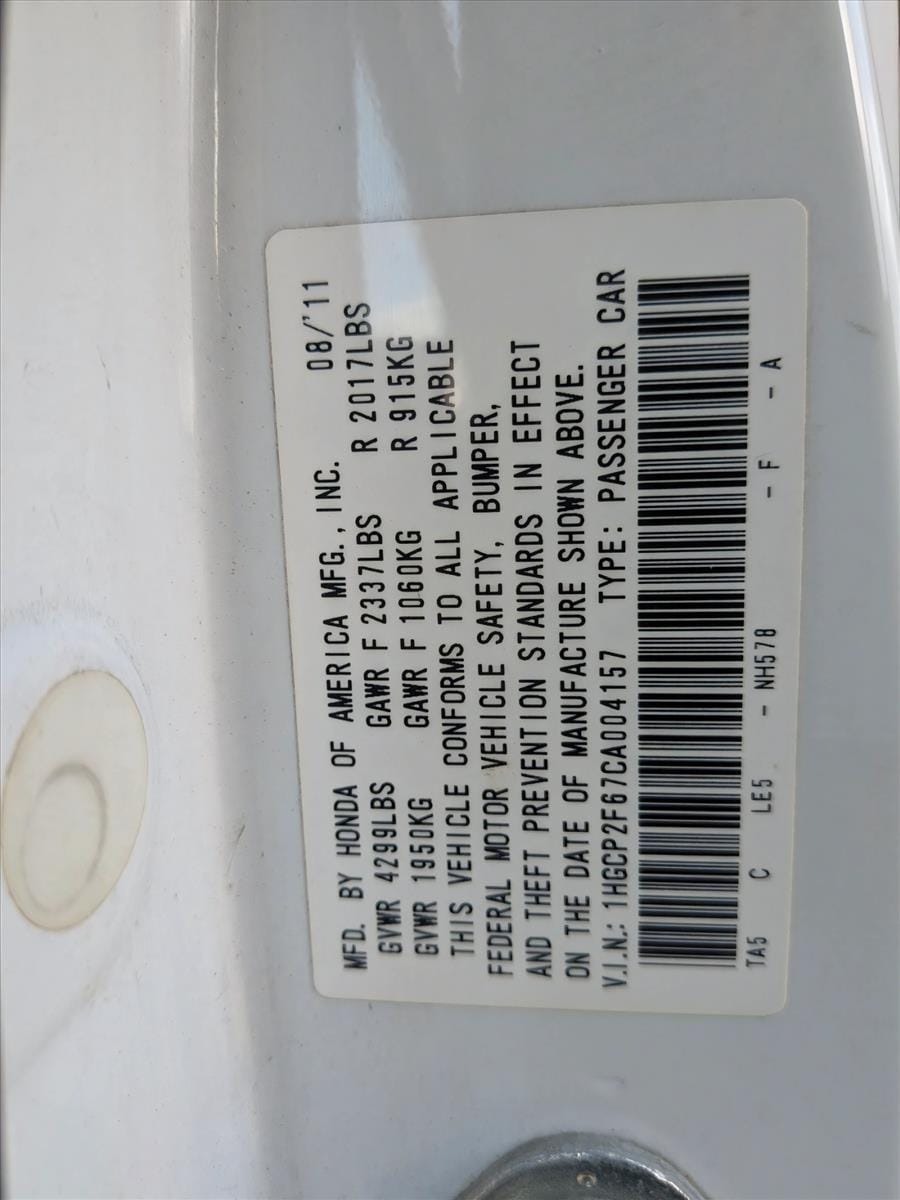 MFD. BY HONDA OF AMERICA MFG., INC. 08/'11
GVWR 4299LBS GAWR F 2337LBS R 2017LBS
GVWR 1950KG GAWR F 1060KG R 915KG
THIS VEHICLE CONFORMS TO ALL APPLICABLE
FEDERAL MOTOR VEHICLE SAFETY, BUMPER,
AND THEFT PREVENTION STANDARDS IN EFFECT
ON THE DATE OF MANUFACTURE SHOWN ABOVE.
V.I.N.: 1HGCP2F67CA004157 TYPE: PASSENGER CAR
TA5 C LE5 - NH578 - F - A